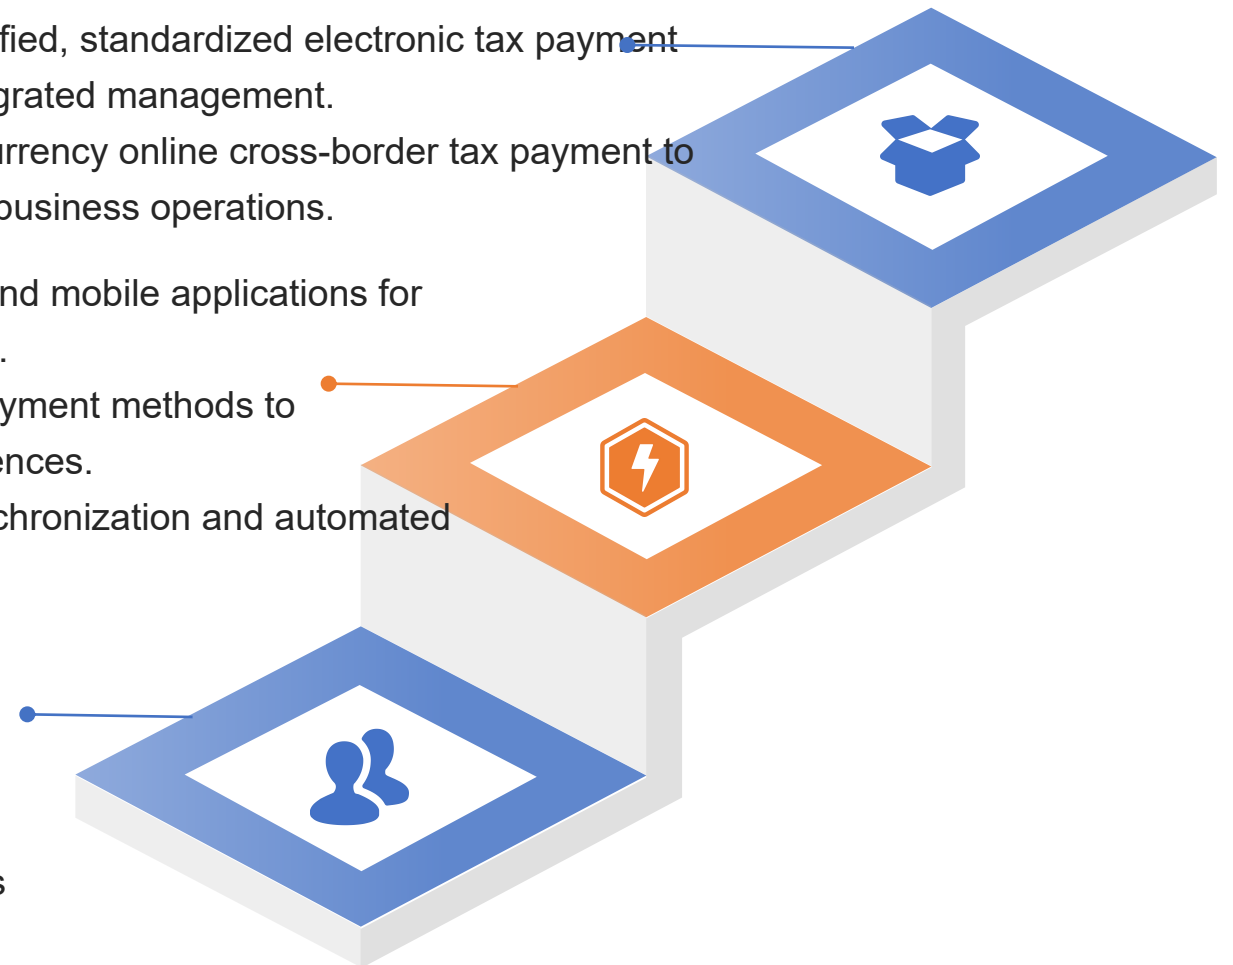 fied, standardized electronic tax payment
grated management.
urrency online cross-border tax payment to
business operations.
nd mobile applications for
.
yment methods to
ences.
chronization and automated
s